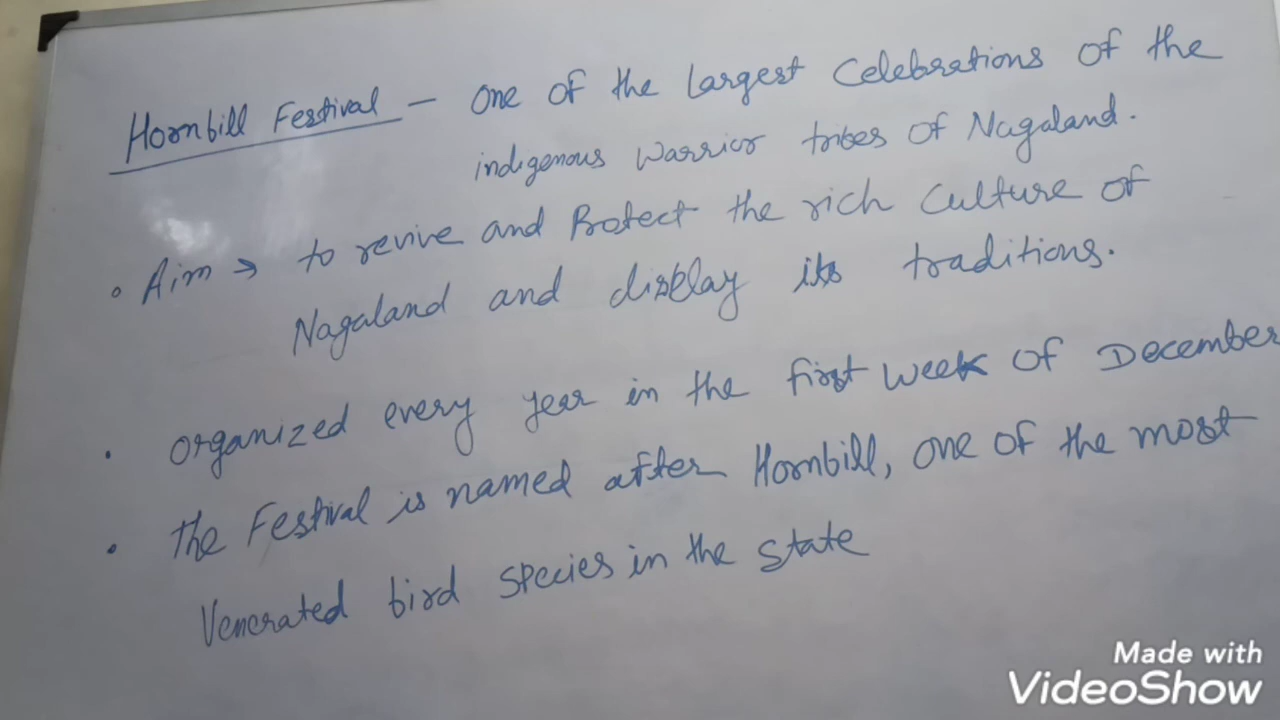 Hornbill Festival - One of the Largest Celebrations of the
indigenous warrior tribes of Nagaland.
• Aim → to revive and Protect the rich Culture of
Nagaland and display its traditions.
• Organized every year in the first week of December
• The Festival is named after Hornbill, one of the most
Venerated bird species in the state
Made with
VideoShow